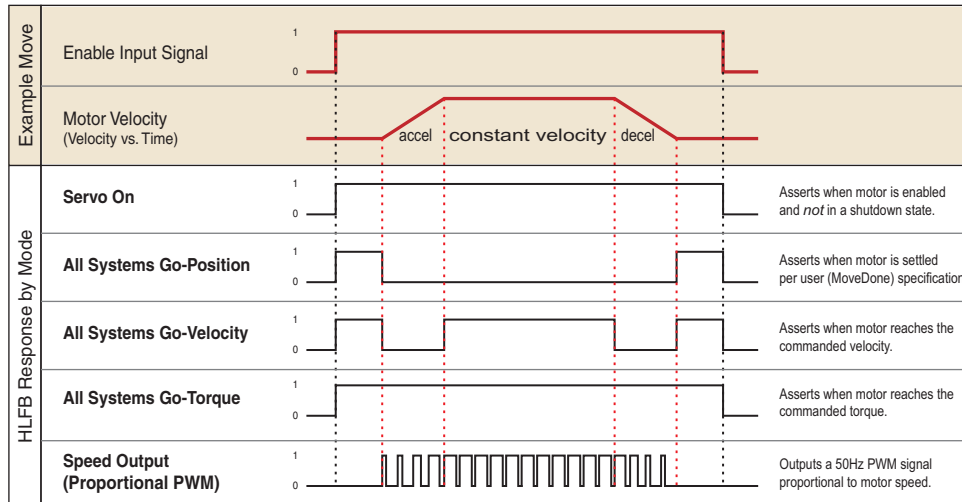 Example Move
Enable Input Signal
1
0
Motor Velocity
(Velocity vs. Time)
accel constant velocity decel
HLFB Response by Mode
Servo On
1
0
Asserts when motor is enabled
and not in a shutdown state.
All Systems Go-Position
1
0
Asserts when motor is settled
per user (MoveDone) specification
All Systems Go-Velocity
1
0
Asserts when motor reaches the
commanded velocity.
All Systems Go-Torque
1
0
Asserts when motor reaches the
commanded torque.
Speed Output
(Proportional PWM)
1
0
Outputs a 50Hz PWM signal
proportional to motor speed.